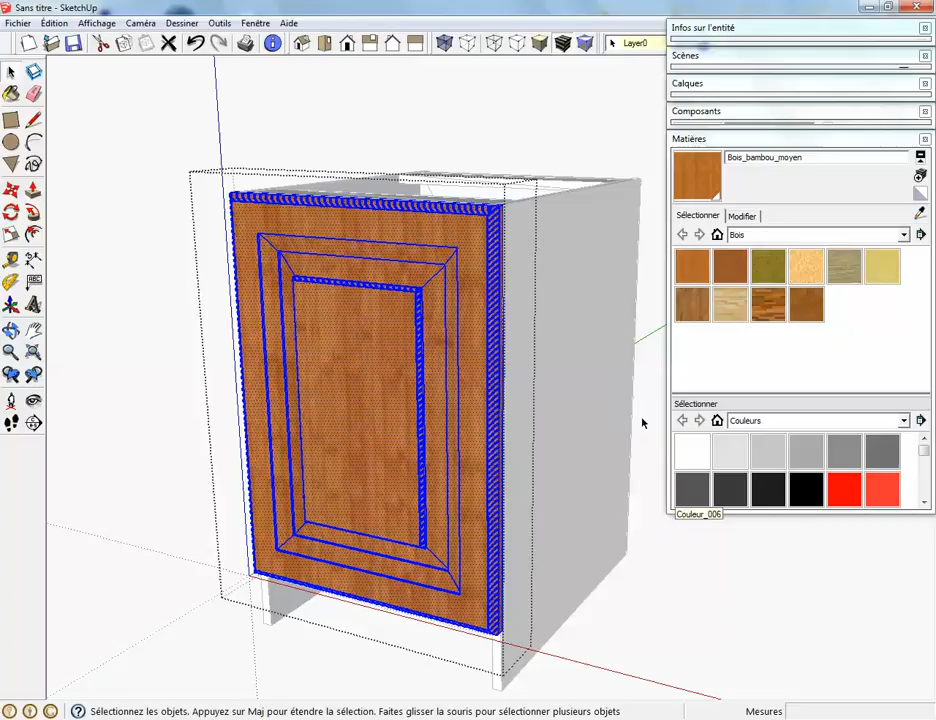 Sans titre - SketchUp
Fichier Édition Affichage Caméra Dessiner Outils Fenêtre Aide
Layer0
Infos sur l'entité
Scènes
Calques
Composants
Matières
Bois_bambou_moyen
Sélectionner Modifier
Bois
Sélectionner
Couleurs
Couleur_006
Sélectionnez les objets. Appuyez sur Maj pour étendre la sélection. Faites glisser la souris pour sélectionner plusieurs objets
Mesures